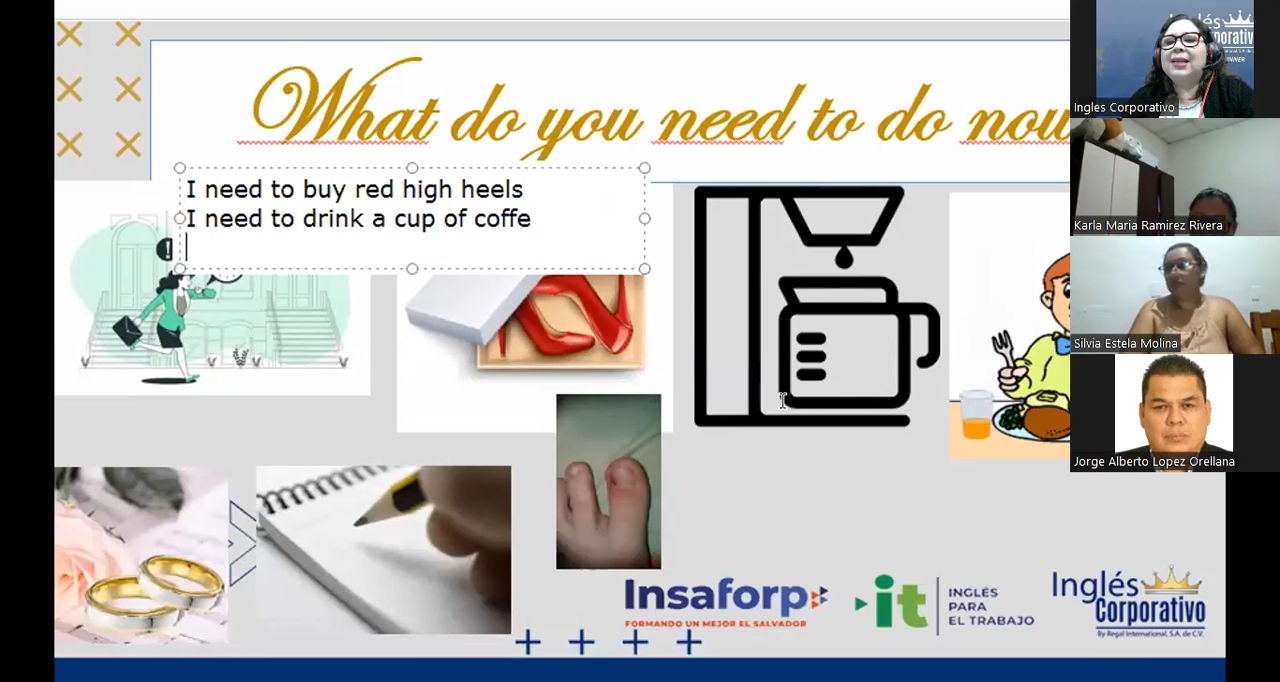 What do you need to do now
I need to buy red high heels
I need to drink a cup of coffe
Ingles Corporativo
Karla Maria Ramirez Rivera
Silvia Estela Molina
Jorge Alberto Lopez Orellana
Insaforp
FORMANDO UN MEJOR EL SALVADOR
it
INGLÉS
PARA
EL TRABAJO
Inglés
Corporativo
By Regal International, S.A. de C.V.